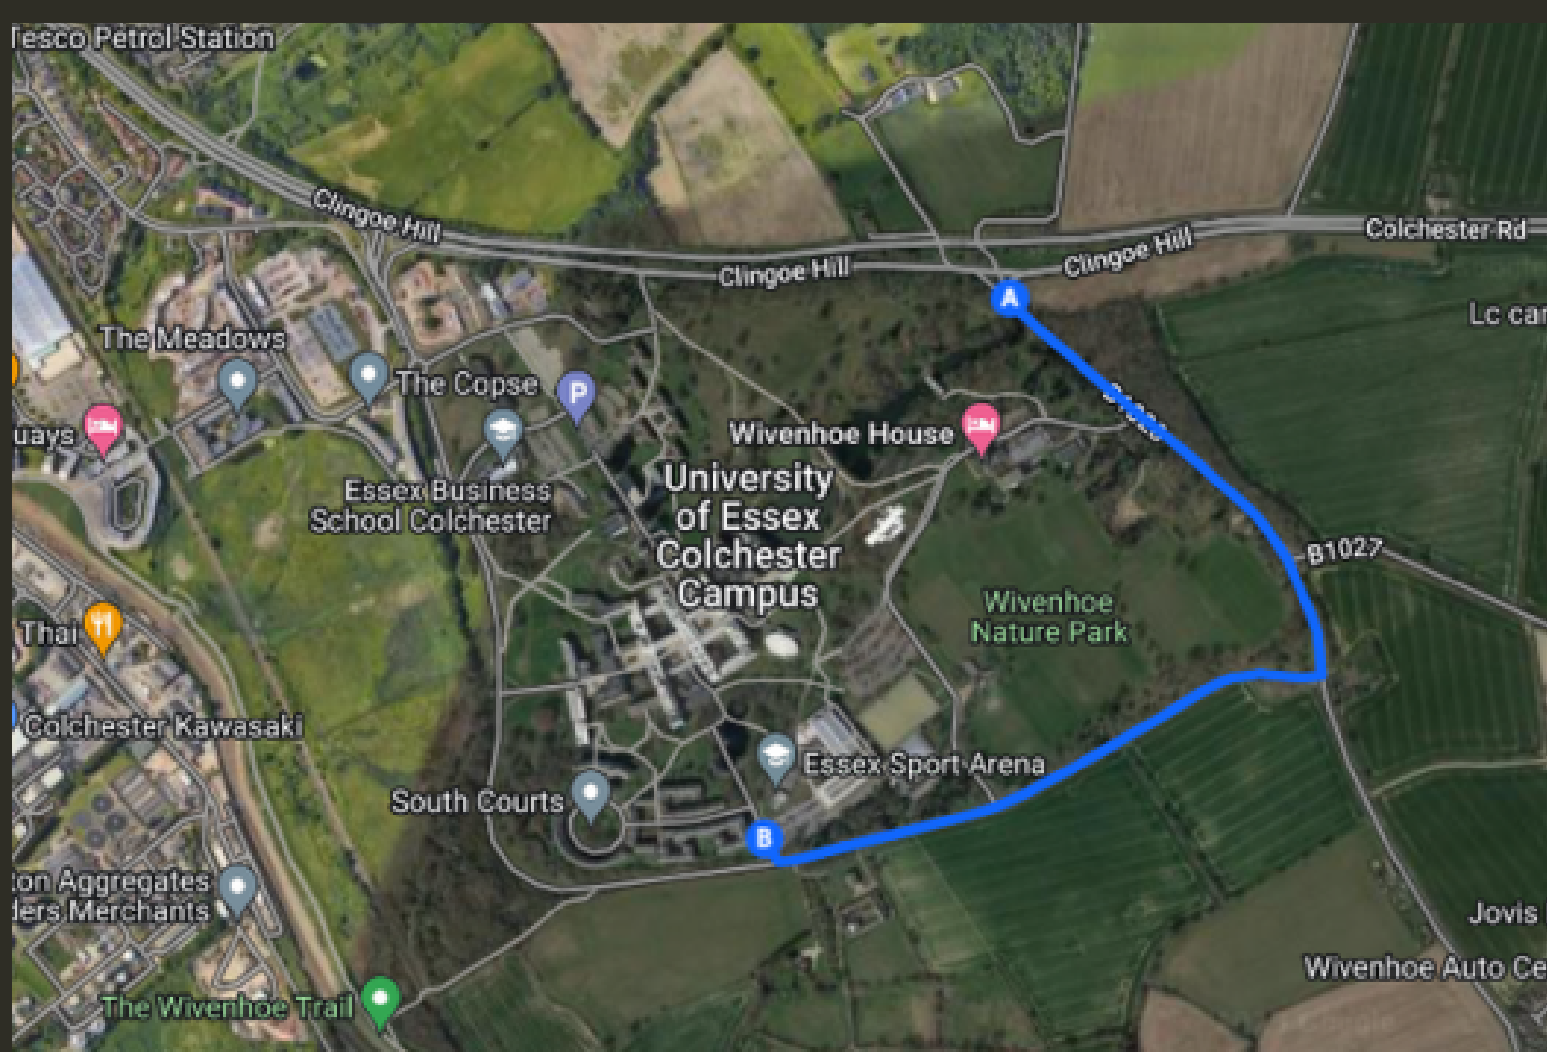 Tesco Petrol Station
Clingoe Hill
Clingoe Hill
Clingoe Hill
Colchester Rd
A
Lc car
The Meadows
The Copse
P
uays
Wivenhoe House
Essex Business
School Colchester
University
of Essex
Colchester
Campus
B1027
Wivenhoe
Nature Park
Thai
Colchester Kawasaki
Essex Sport Arena
South Courts
B
on Aggregates
ders Merchants
Jovis
Wivenhoe Auto Ce
The Wivenhoe Trail